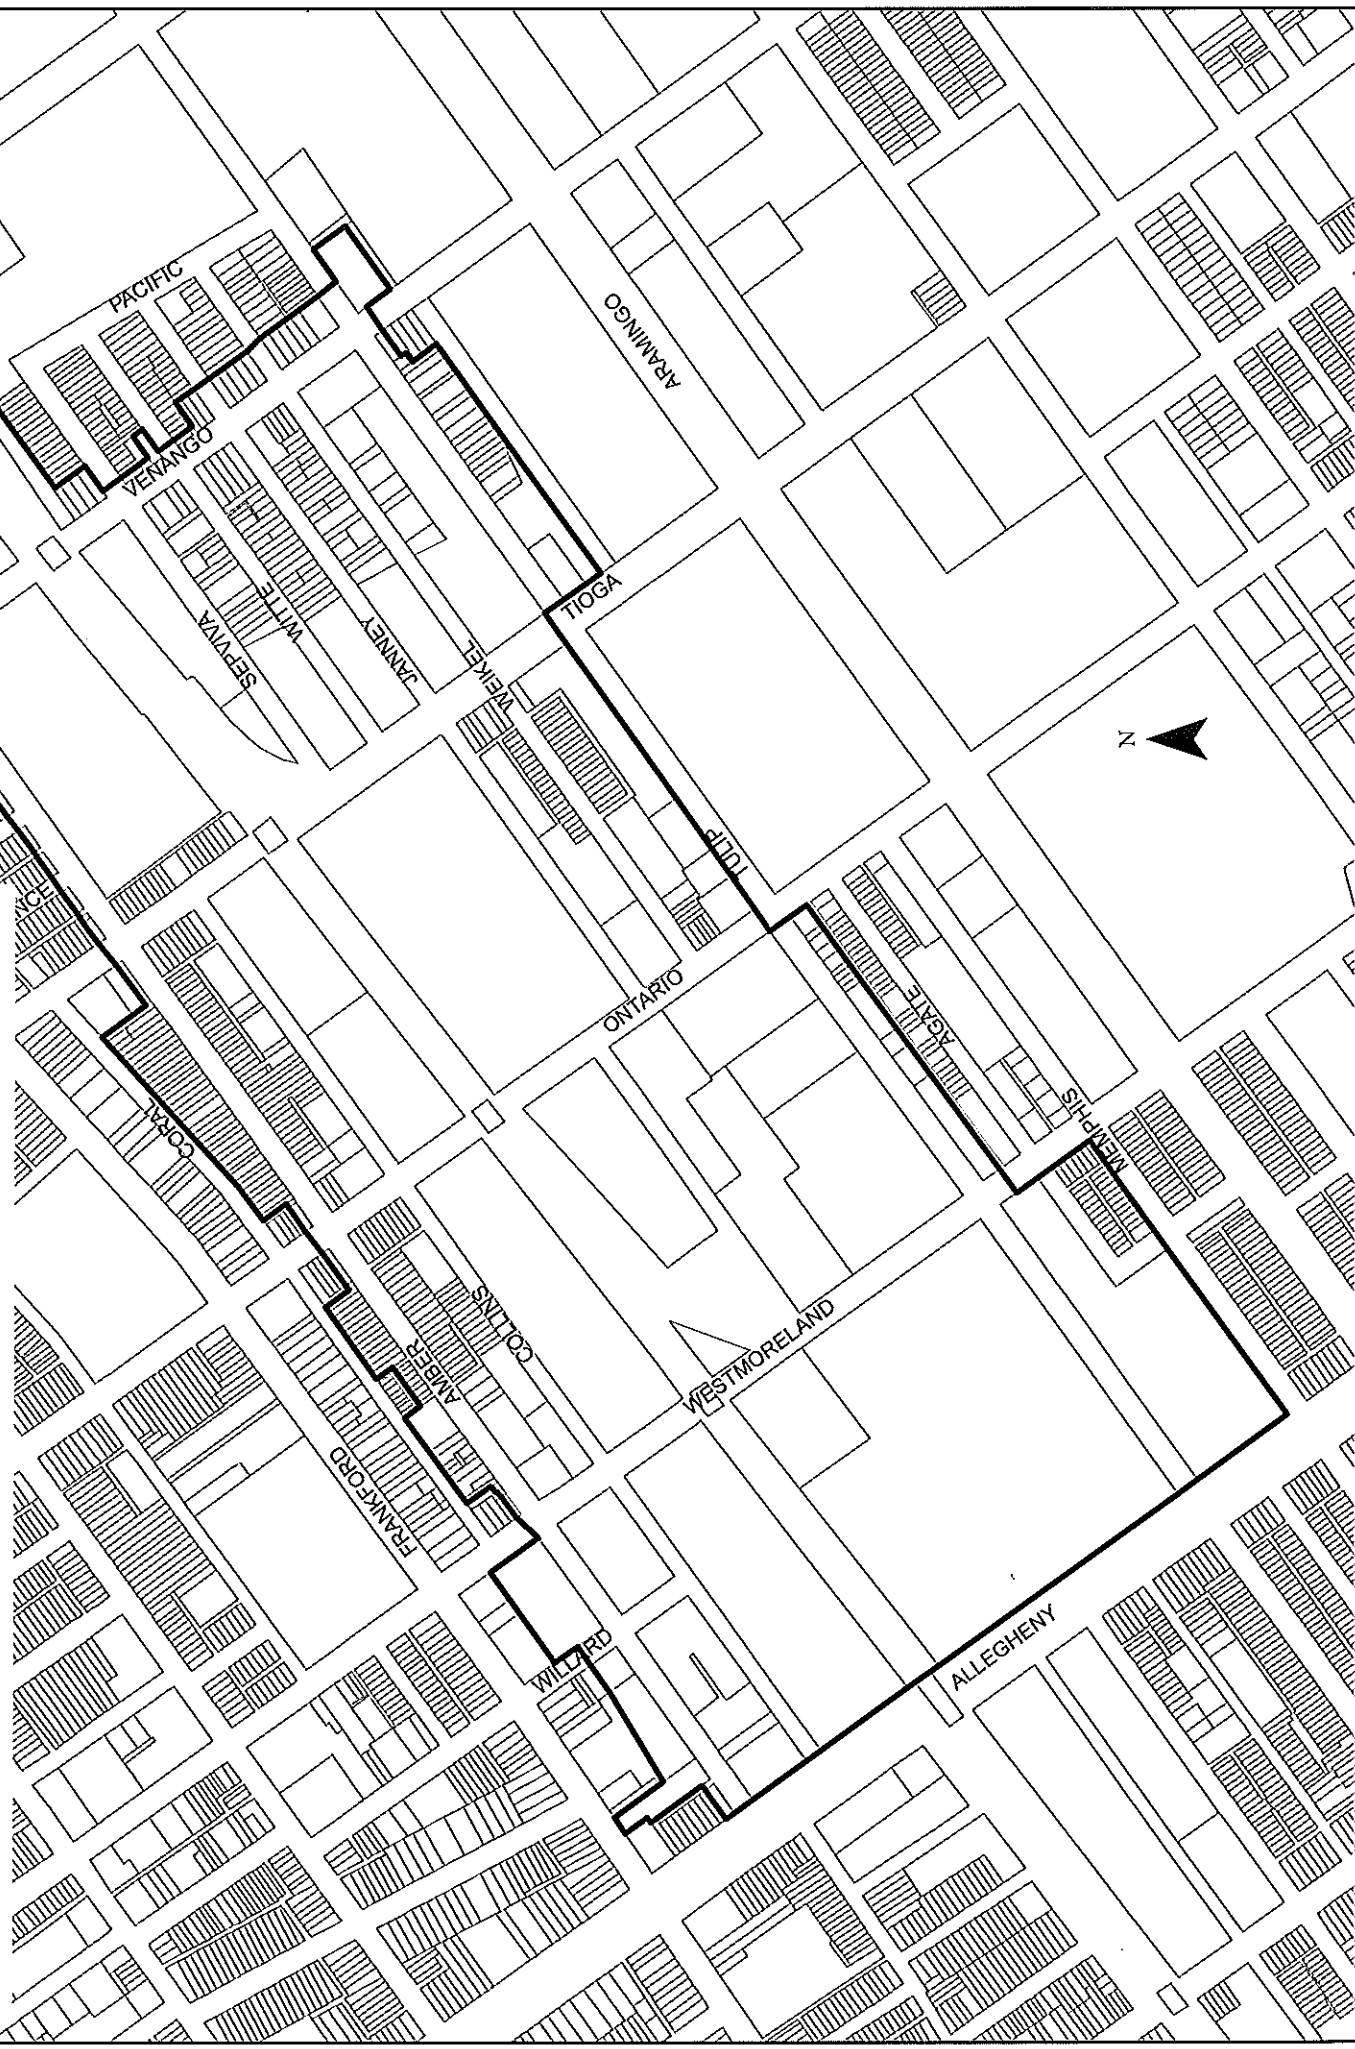 PACIFIC
ARAMINGO
VENANGO
TIOGA
WITTE
SEPVIVA
JANNEY
WEIKEL
N
TULIP
NCE
ONTARIO
AGATE
CORAL
MEMPHIS
COLLINS
WESTMORELAND
AMBER
FRANKFORD
WILLARD
ALLEGHENY